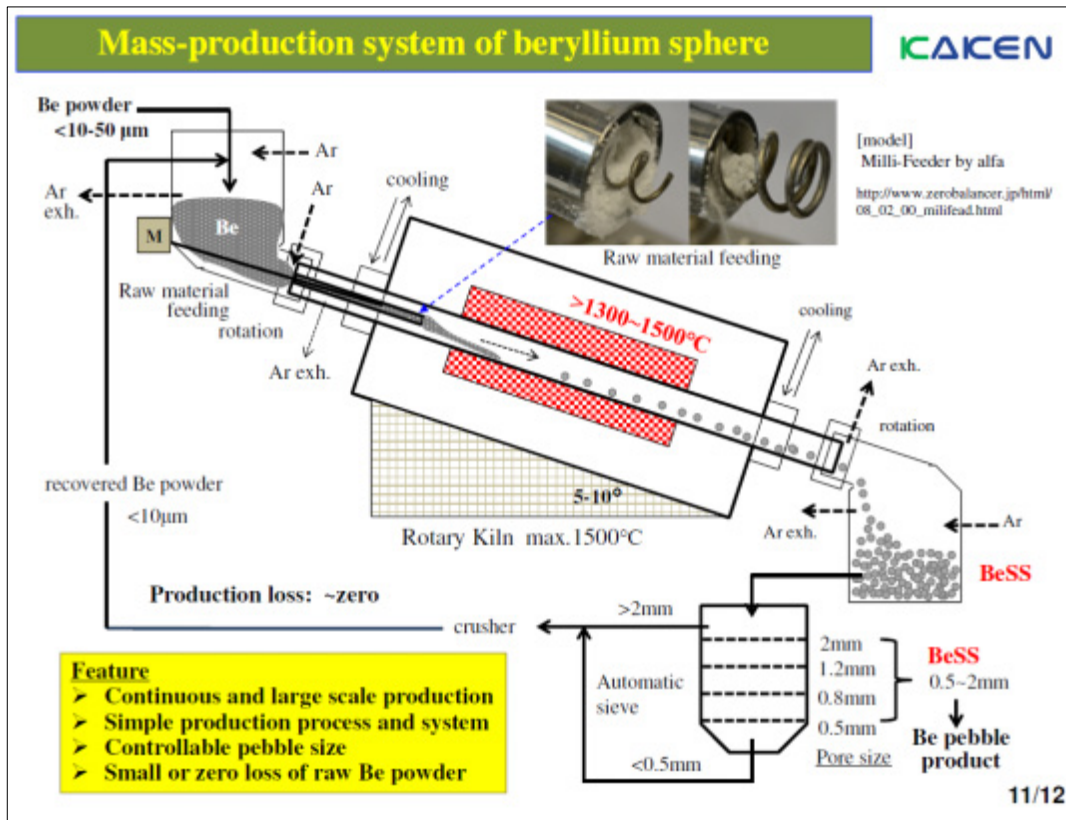 Mass-production system of beryllium sphere
KAKEN
Be powder
<10-50 μm
Ar
Ar
Ar
exh.
cooling
[model]
Milli-Feeder by alfa
http://www.zerobalancer.jp/html/
08_02_00_milifead.html
M
Be
Raw material feeding
Raw material
feeding
rotation
>1300~1500℃
cooling
Ar exh.
Ar exh.
rotation
recovered Be powder
<10μm
5-10°
Rotary Kiln max.1500℃
Ar exh.
Ar
BeSS
Production loss: ~zero
>2mm
crusher
Automatic
sieve
2mm
1.2mm
0.8mm
0.5mm
Pore size
BeSS
0.5~2mm
Be pebble
product
<0.5mm
Feature
➢ Continuous and large scale production
➢ Simple production process and system
➢ Controllable pebble size
➢ Small or zero loss of raw Be powder
11/12